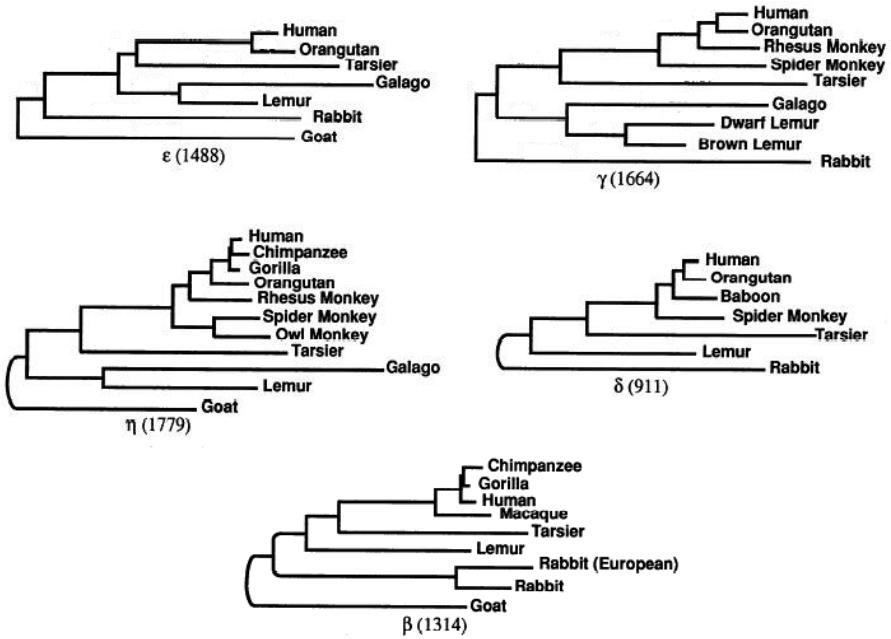 Human
Orangutan
Tarsier
Galago
Lemur
Rabbit
Goat
ε (1488)
Human
Orangutan
Rhesus Monkey
Spider Monkey
Tarsier
Galago
Dwarf Lemur
Brown Lemur
Rabbit
γ (1664)
Human
Chimpanzee
Gorilla
Orangutan
Rhesus Monkey
Spider Monkey
Owl Monkey
Tarsier
Galago
Lemur
Goat
η (1779)
Human
Orangutan
Baboon
Spider Monkey
Tarsier
Lemur
Rabbit
δ (911)
Chimpanzee
Gorilla
Human
Macaque
Tarsier
Lemur
Rabbit (European)
Rabbit
Goat
β (1314)